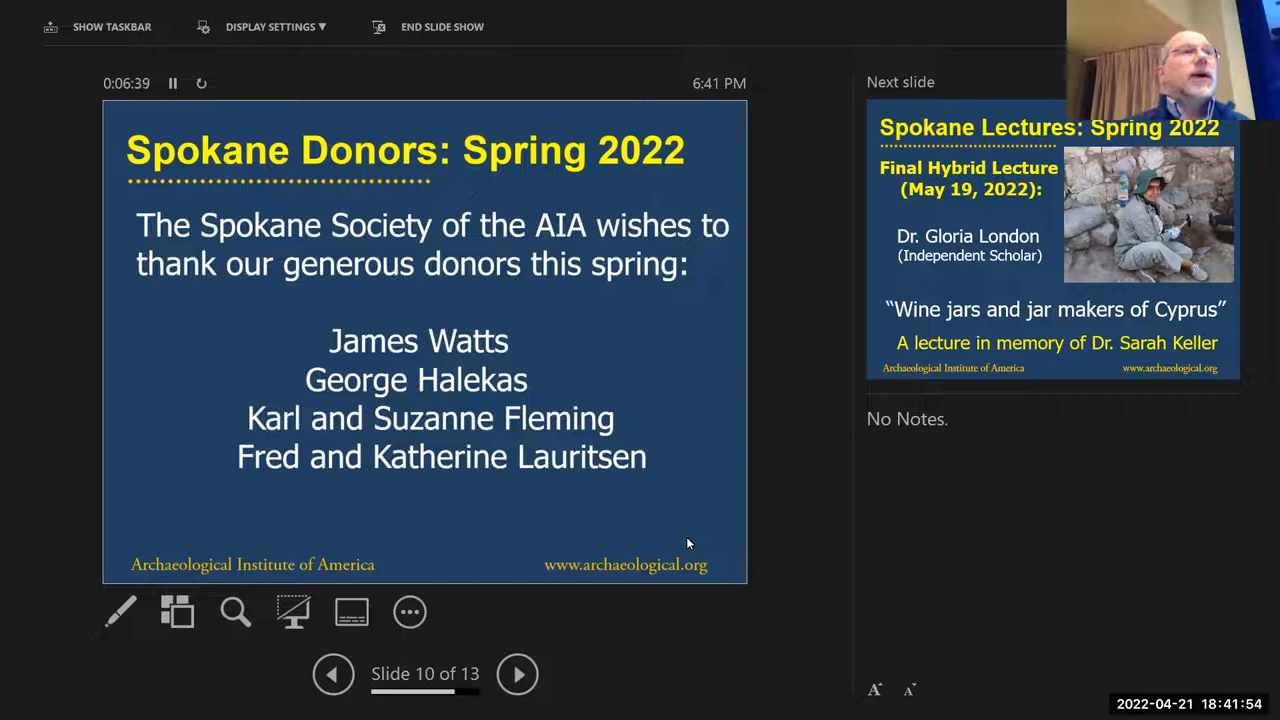 SHOW TASKBAR
DISPLAY SETTINGS ▼
END SLIDE SHOW
0:06:39
6:41 PM
Spokane Donors: Spring 2022
The Spokane Society of the AIA wishes to
thank our generous donors this spring:
James Watts
George Halekas
Karl and Suzanne Fleming
Fred and Katherine Lauritsen
Archaeological Institute of America
www.archaeological.org
Slide 10 of 13
Next slide
Spokane Lectures: Spring 2022
Final Hybrid Lecture
(May 19, 2022):
Dr. Gloria London
(Independent Scholar)
“Wine jars and jar makers of Cyprus”
A lecture in memory of Dr. Sarah Keller
Archaeological Institute of America
www.archaeological.org
No Notes.
A A
2022-04-21 18:41:54